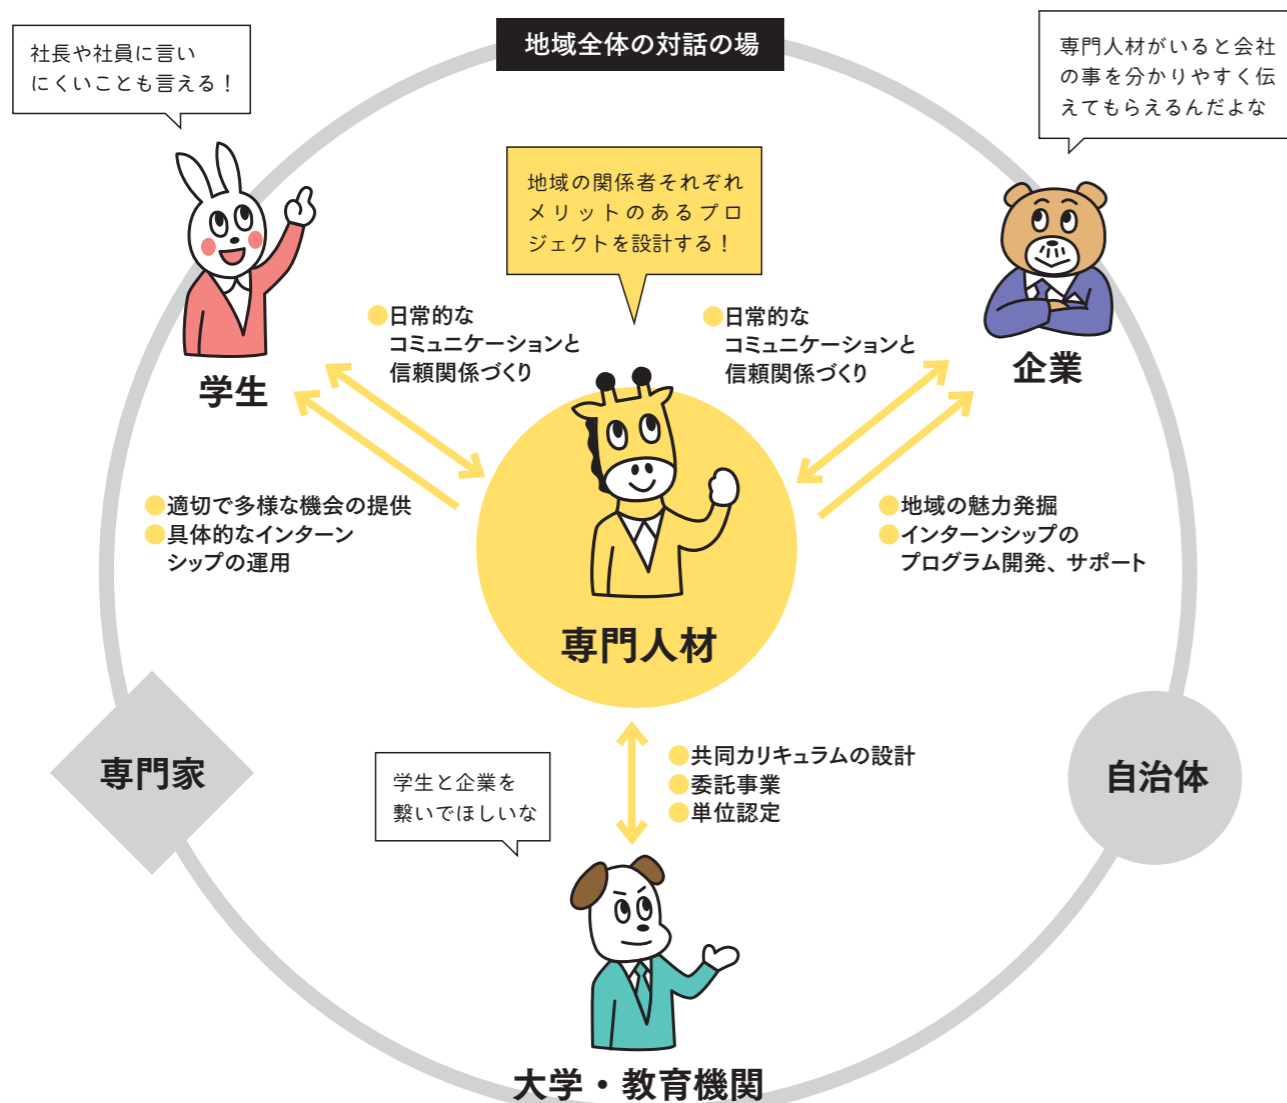 地域全体の対話の場
社長や社員に言い
にくいことも言える！
専門人材がいると会社
の事を分かりやすく伝
えてもらえるんだよな
地域の関係者それぞれ
メリットのあるプロ
ジェクトを設計する！
●日常的な
コミュニケーションと
信頼関係づくり
●日常的な
コミュニケーションと
信頼関係づくり
学生
企業
●適切で多様な機会の提供
●具体的なインターン
シップの運用
●地域の魅力発掘
●インターンシップの
プログラム開発、サポート
専門人材
専門家
自治体
学生と企業を
繋いでほしいな
●共同カリキュラムの設計
●委託事業
●単位認定
大学・教育機関